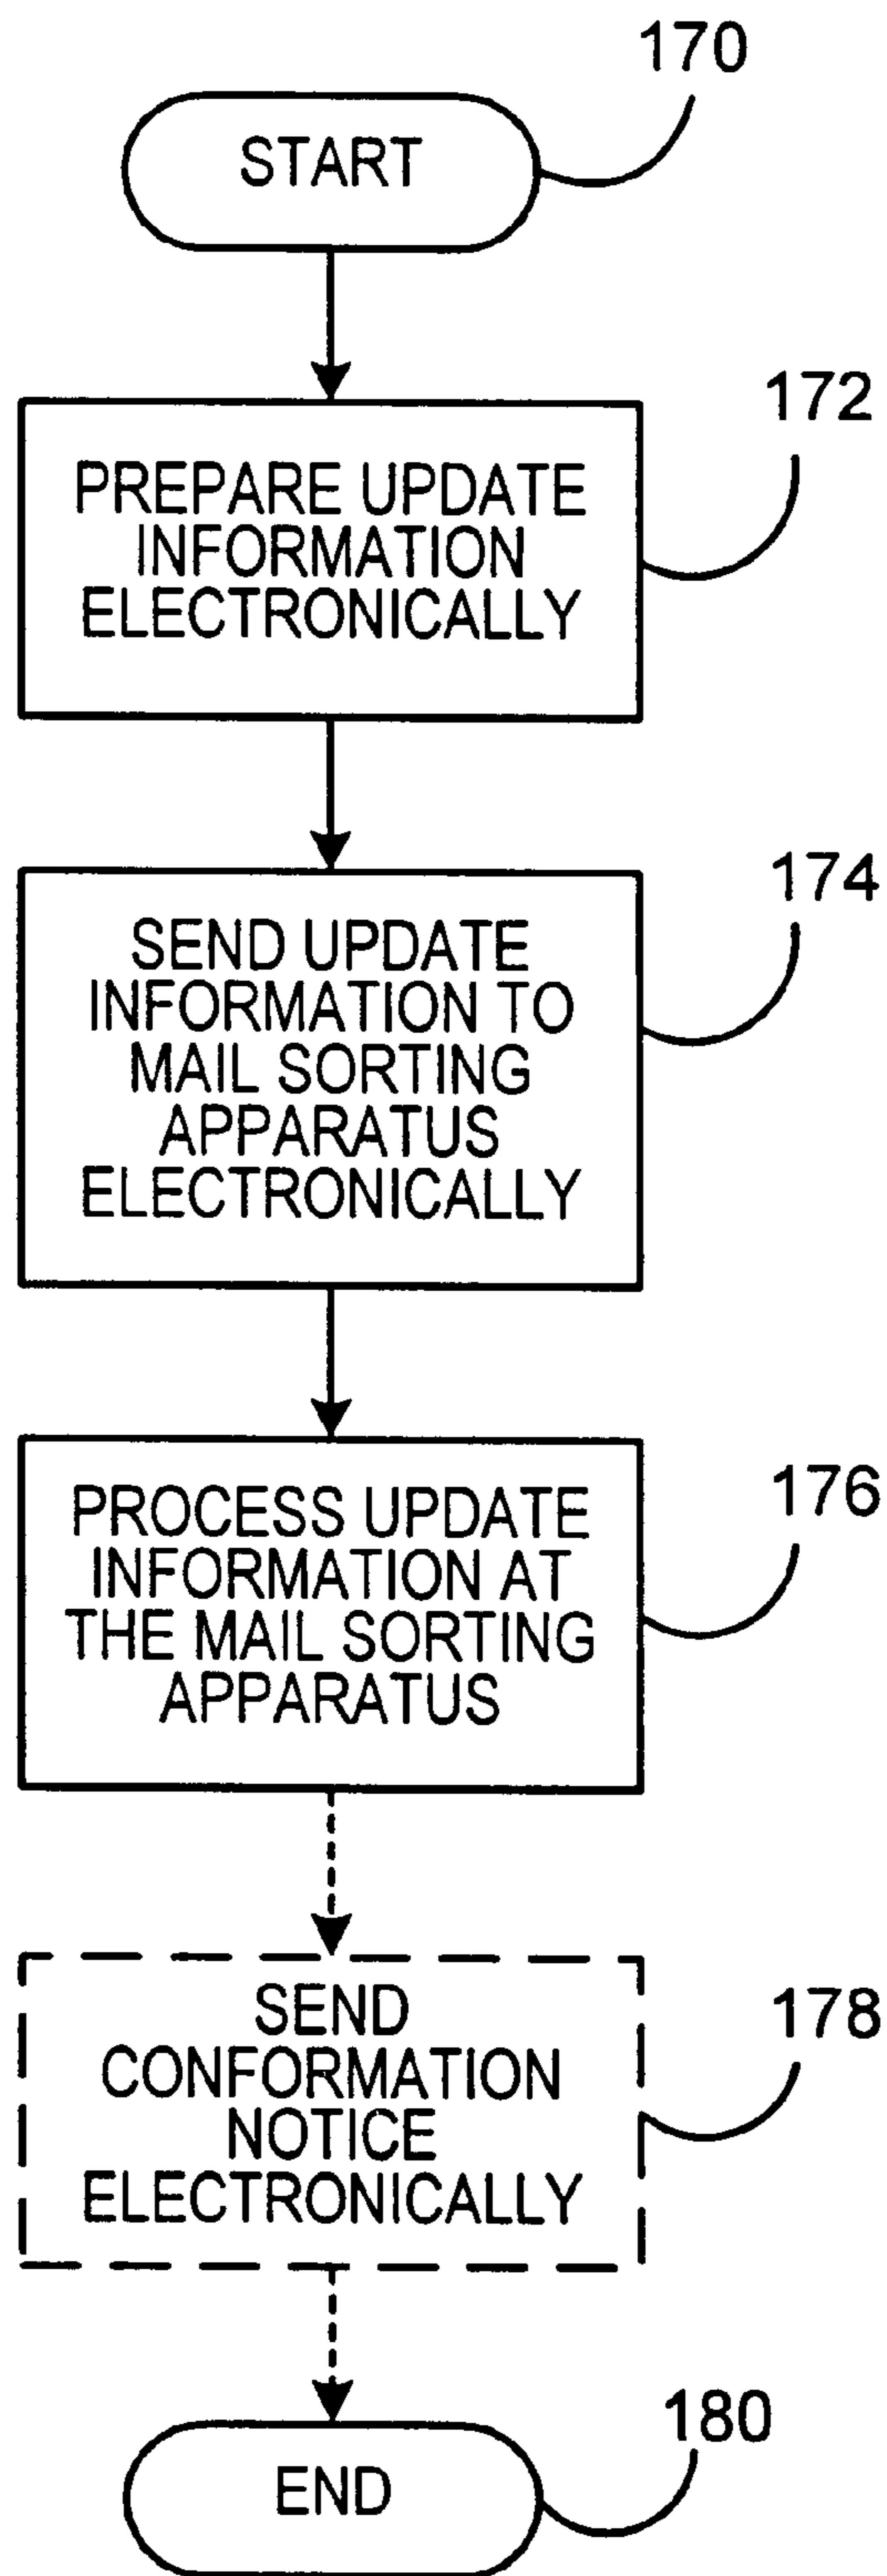 170
START
172
PREPARE UPDATE
INFORMATION
ELECTRONICALLY
174
SEND UPDATE
INFORMATION TO
MAIL SORTING
APPARATUS
ELECTRONICALLY
176
PROCESS UPDATE
INFORMATION AT
THE MAIL SORTING
APPARATUS
178
SEND
CONFORMATION
NOTICE
ELECTRONICALLY
180
END